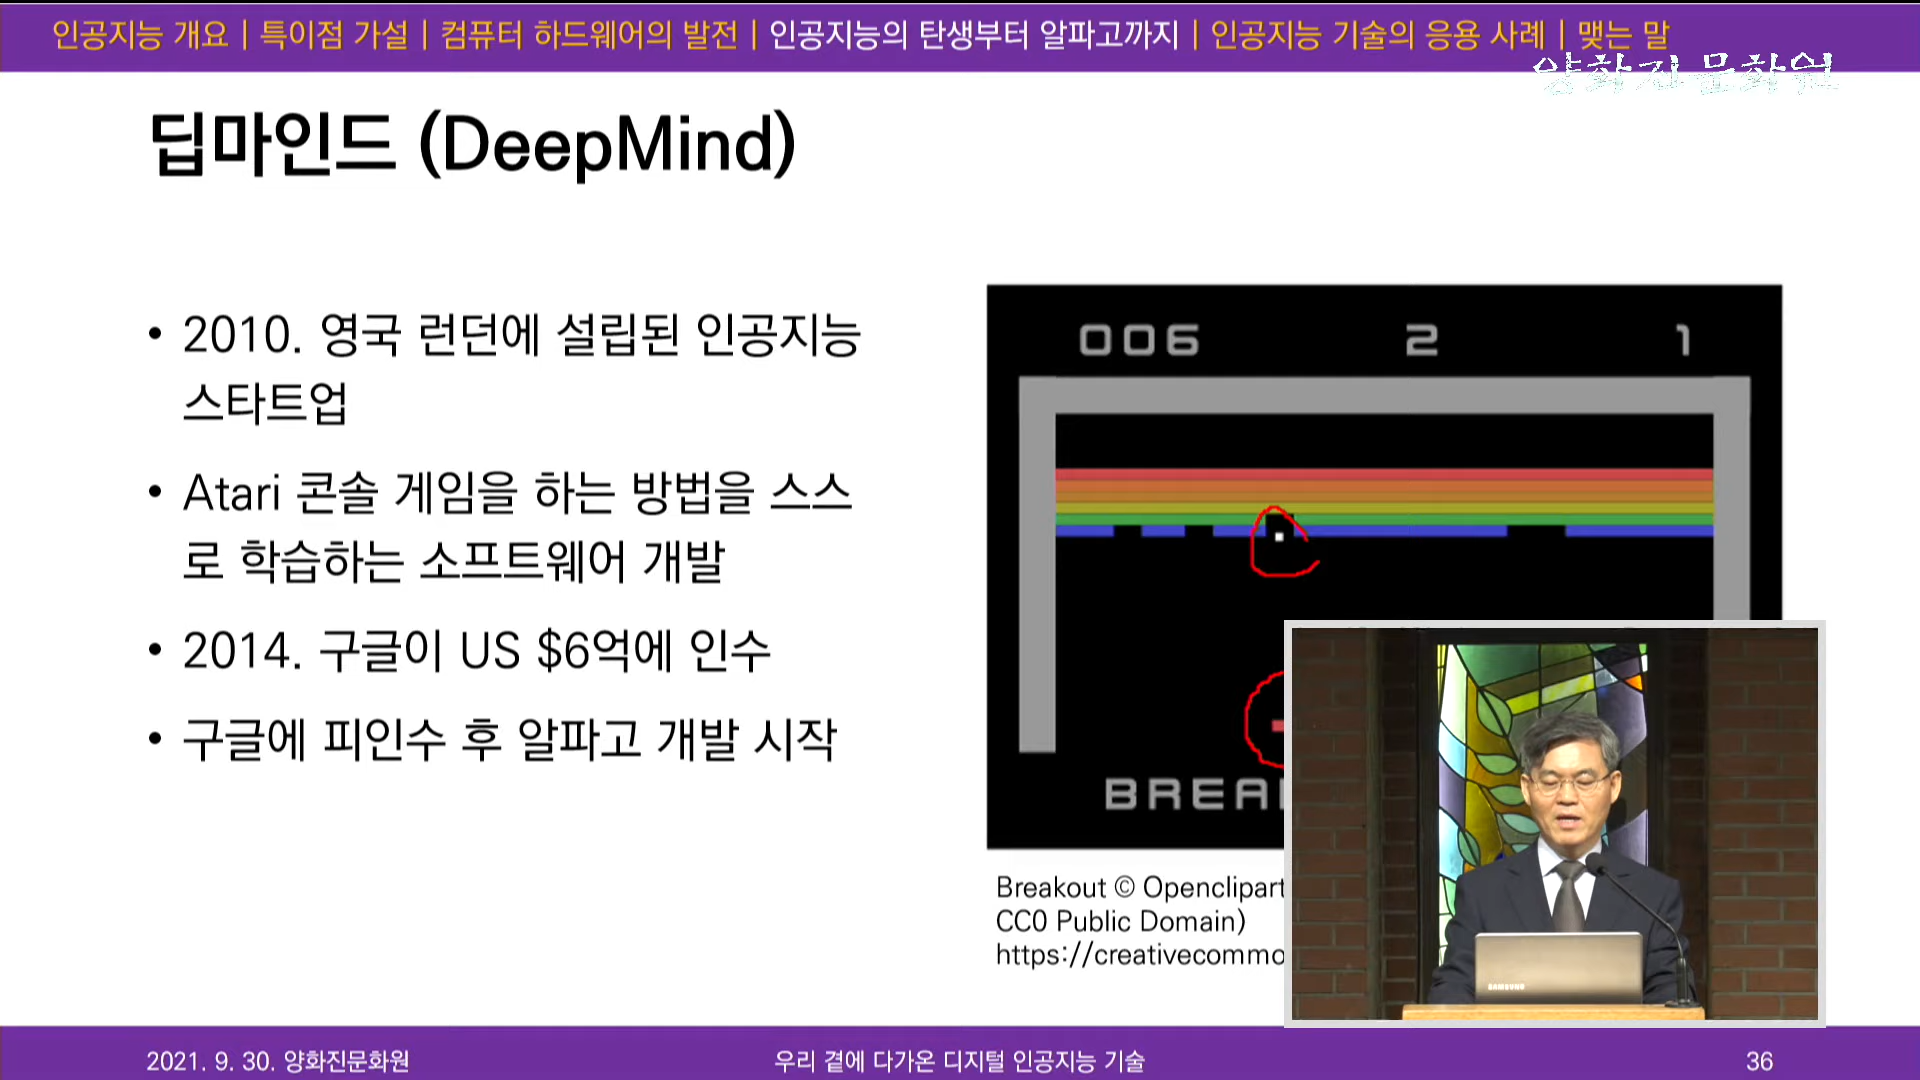 인공지능 개요 | 특이점 가설 | 컴퓨터 하드웨어의 발전 | 인공지능의 탄생부터 알파고까지 | 인공지능 기술의 응용 사례 | 맺는 말
양화진문화원
딥마인드 (DeepMind)
• 2010. 영국 런던에 설립된 인공지능
스타트업
• Atari 콘솔 게임을 하는 방법을 스스
로 학습하는 소프트웨어 개발
• 2014. 구글이 US $6억에 인수
• 구글에 피인수 후 알파고 개발 시작
006 2 1
BREA
Breakout © Openclipart
CC0 Public Domain)
https://creativecommo
SAMSUNG
2021. 9. 30. 양화진문화원
우리 곁에 다가온 디지털 인공지능 기술
36